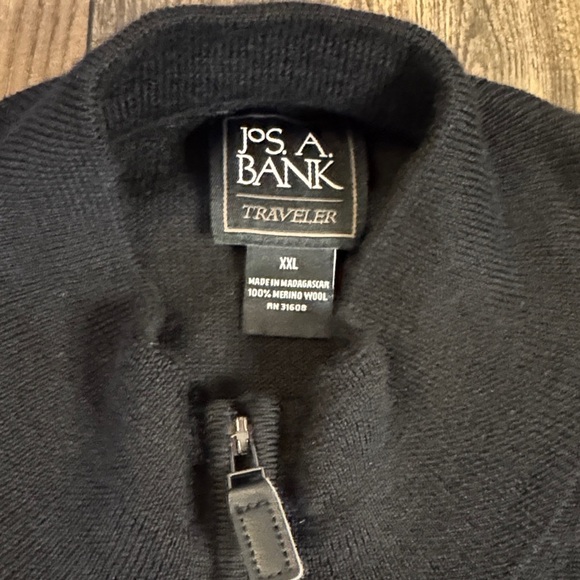 JOS. A.
BANK
TRAVELER
XXL
MADE IN MADAGASCAR
100% MERINO WOOL
RN 31608